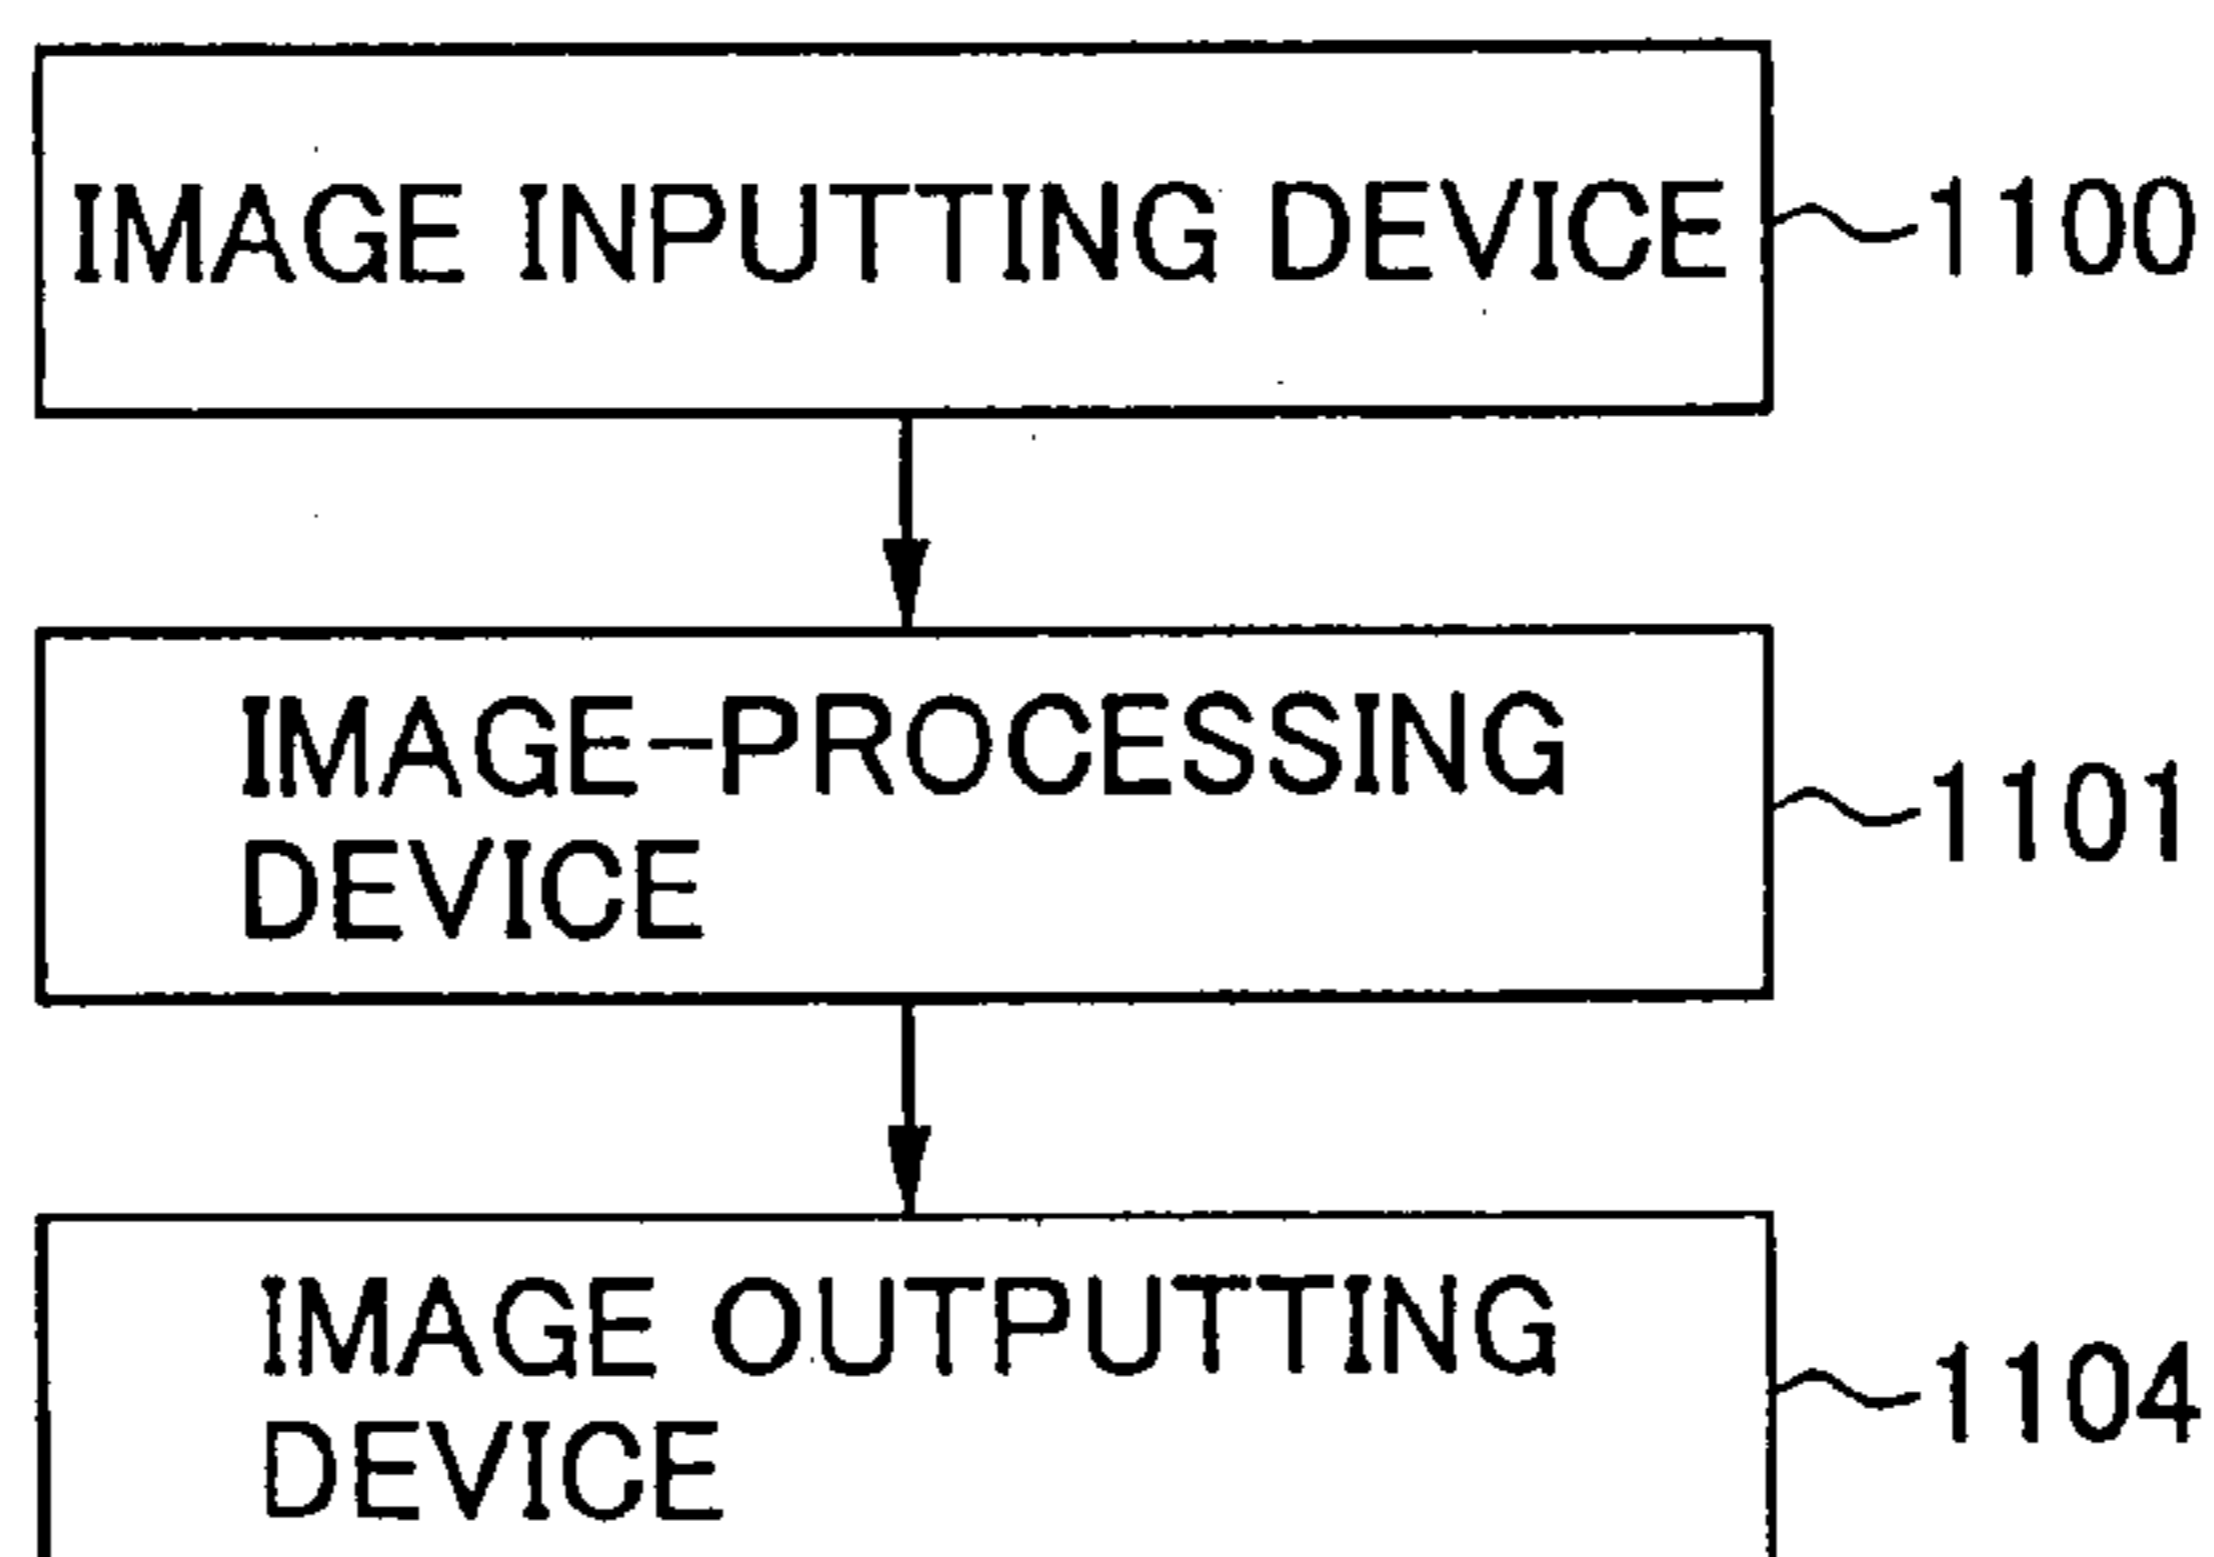 IMAGE INPUTTING DEVICE
1100
IMAGE-PROCESSING
DEVICE
1101
IMAGE OUTPUTTING
DEVICE
1104